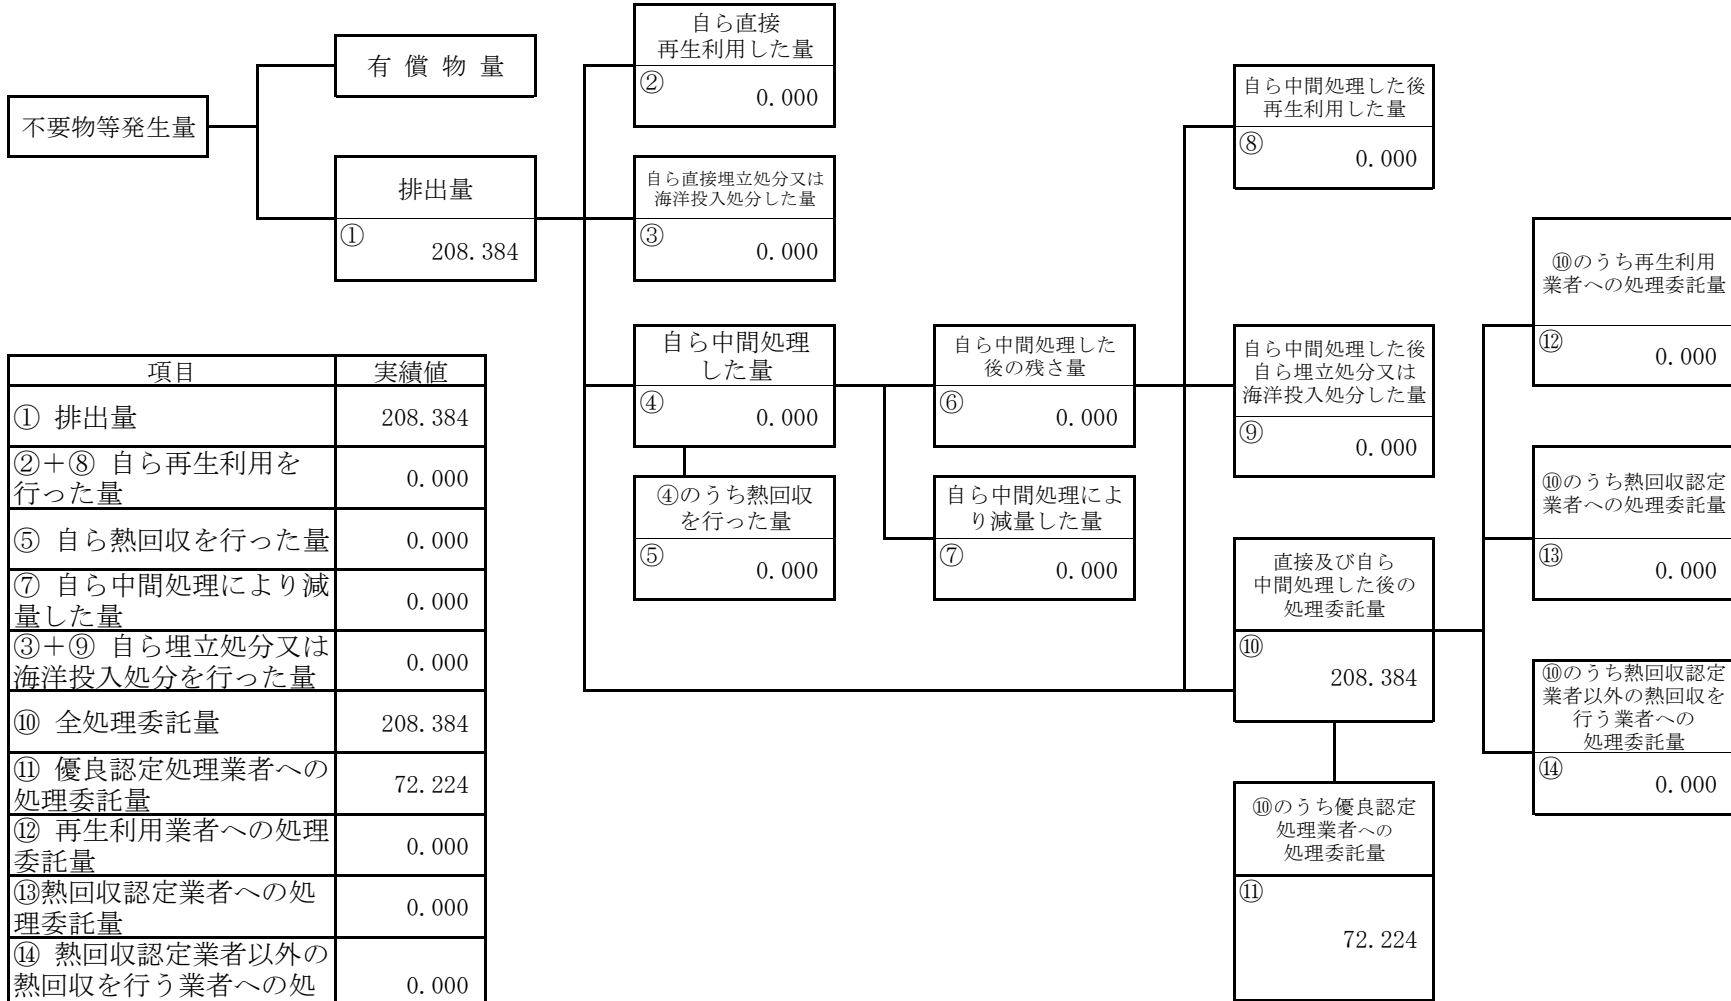 不要物等発生量
有 償 物 量
排出量
①
208.384
自ら直接
再生利用した量
②
0.000
自ら直接埋立処分又は
海洋投入処分した量
③
0.000
自ら中間処理
した量
④
0.000
④のうち熱回収
を行った量
⑤
0.000
自ら中間処理した
後の残さ量
⑥
0.000
自ら中間処理によ
り減量した量
⑦
0.000
自ら中間処理した後
再生利用した量
⑧
0.000
自ら中間処理した後
自ら埋立処分又は
海洋投入処分した量
⑨
0.000
直接及び自ら
中間処理した後の
処理委託量
⑩
208.384
⑩のうち優良認定
処理業者への
処理委託量
⑪
72.224
⑩のうち再生利用
業者への処理委託量
⑫
0.000
⑩のうち熱回収認定
業者への処理委託量
⑬
0.000
⑩のうち熱回収認定
業者以外の熱回収を
行う業者への
処理委託量
⑭
0.000
項目 実績値
① 排出量 208.384
②＋⑧ 自ら再生利用を
行った量 0.000
⑤ 自ら熱回収を行った量 0.000
⑦ 自ら中間処理により減
量した量 0.000
③＋⑨ 自ら埋立処分又は
海洋投入処分を行った量 0.000
⑩ 全処理委託量 208.384
⑪ 優良認定処理業者への
処理委託量 72.224
⑫ 再生利用業者への処理
委託量 0.000
⑬熱回収認定業者への処
理委託量 0.000
⑭ 熱回収認定業者以外の
熱回収を行う業者への処 0.000